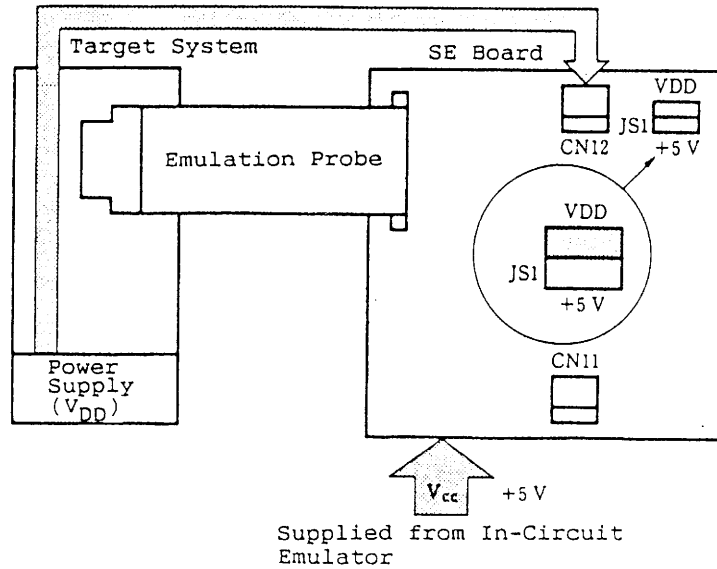 Target System
SE Board
VDD
JS1
+5 V
CN12
Emulation Probe
VDD
JS1
+5 V
CN11
Power
Supply
(VDD)
Vcc
+5 V
Supplied from In-Circuit
Emulator